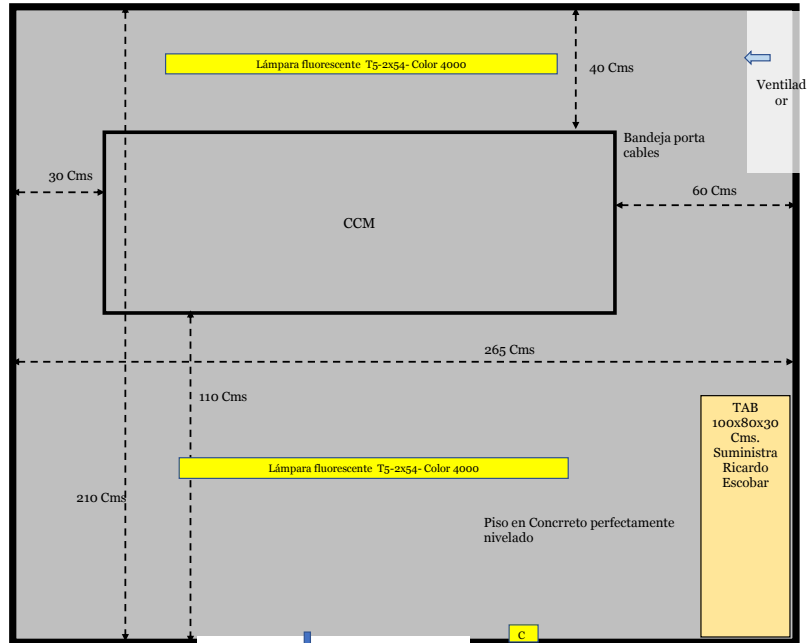 Lámpara fluorescente T5-2x54- Color 4000
40 Cms
Ventilad
or
Bandeja porta
cables
30 Cms
60 Cms
CCM
265 Cms
110 Cms
TAB
100x80x30
Cms.
Suministra
Ricardo
Escobar
Lámpara fluorescente T5-2x54- Color 4000
210 Cms
Piso en Concrreto perfectamente
nivelado
C